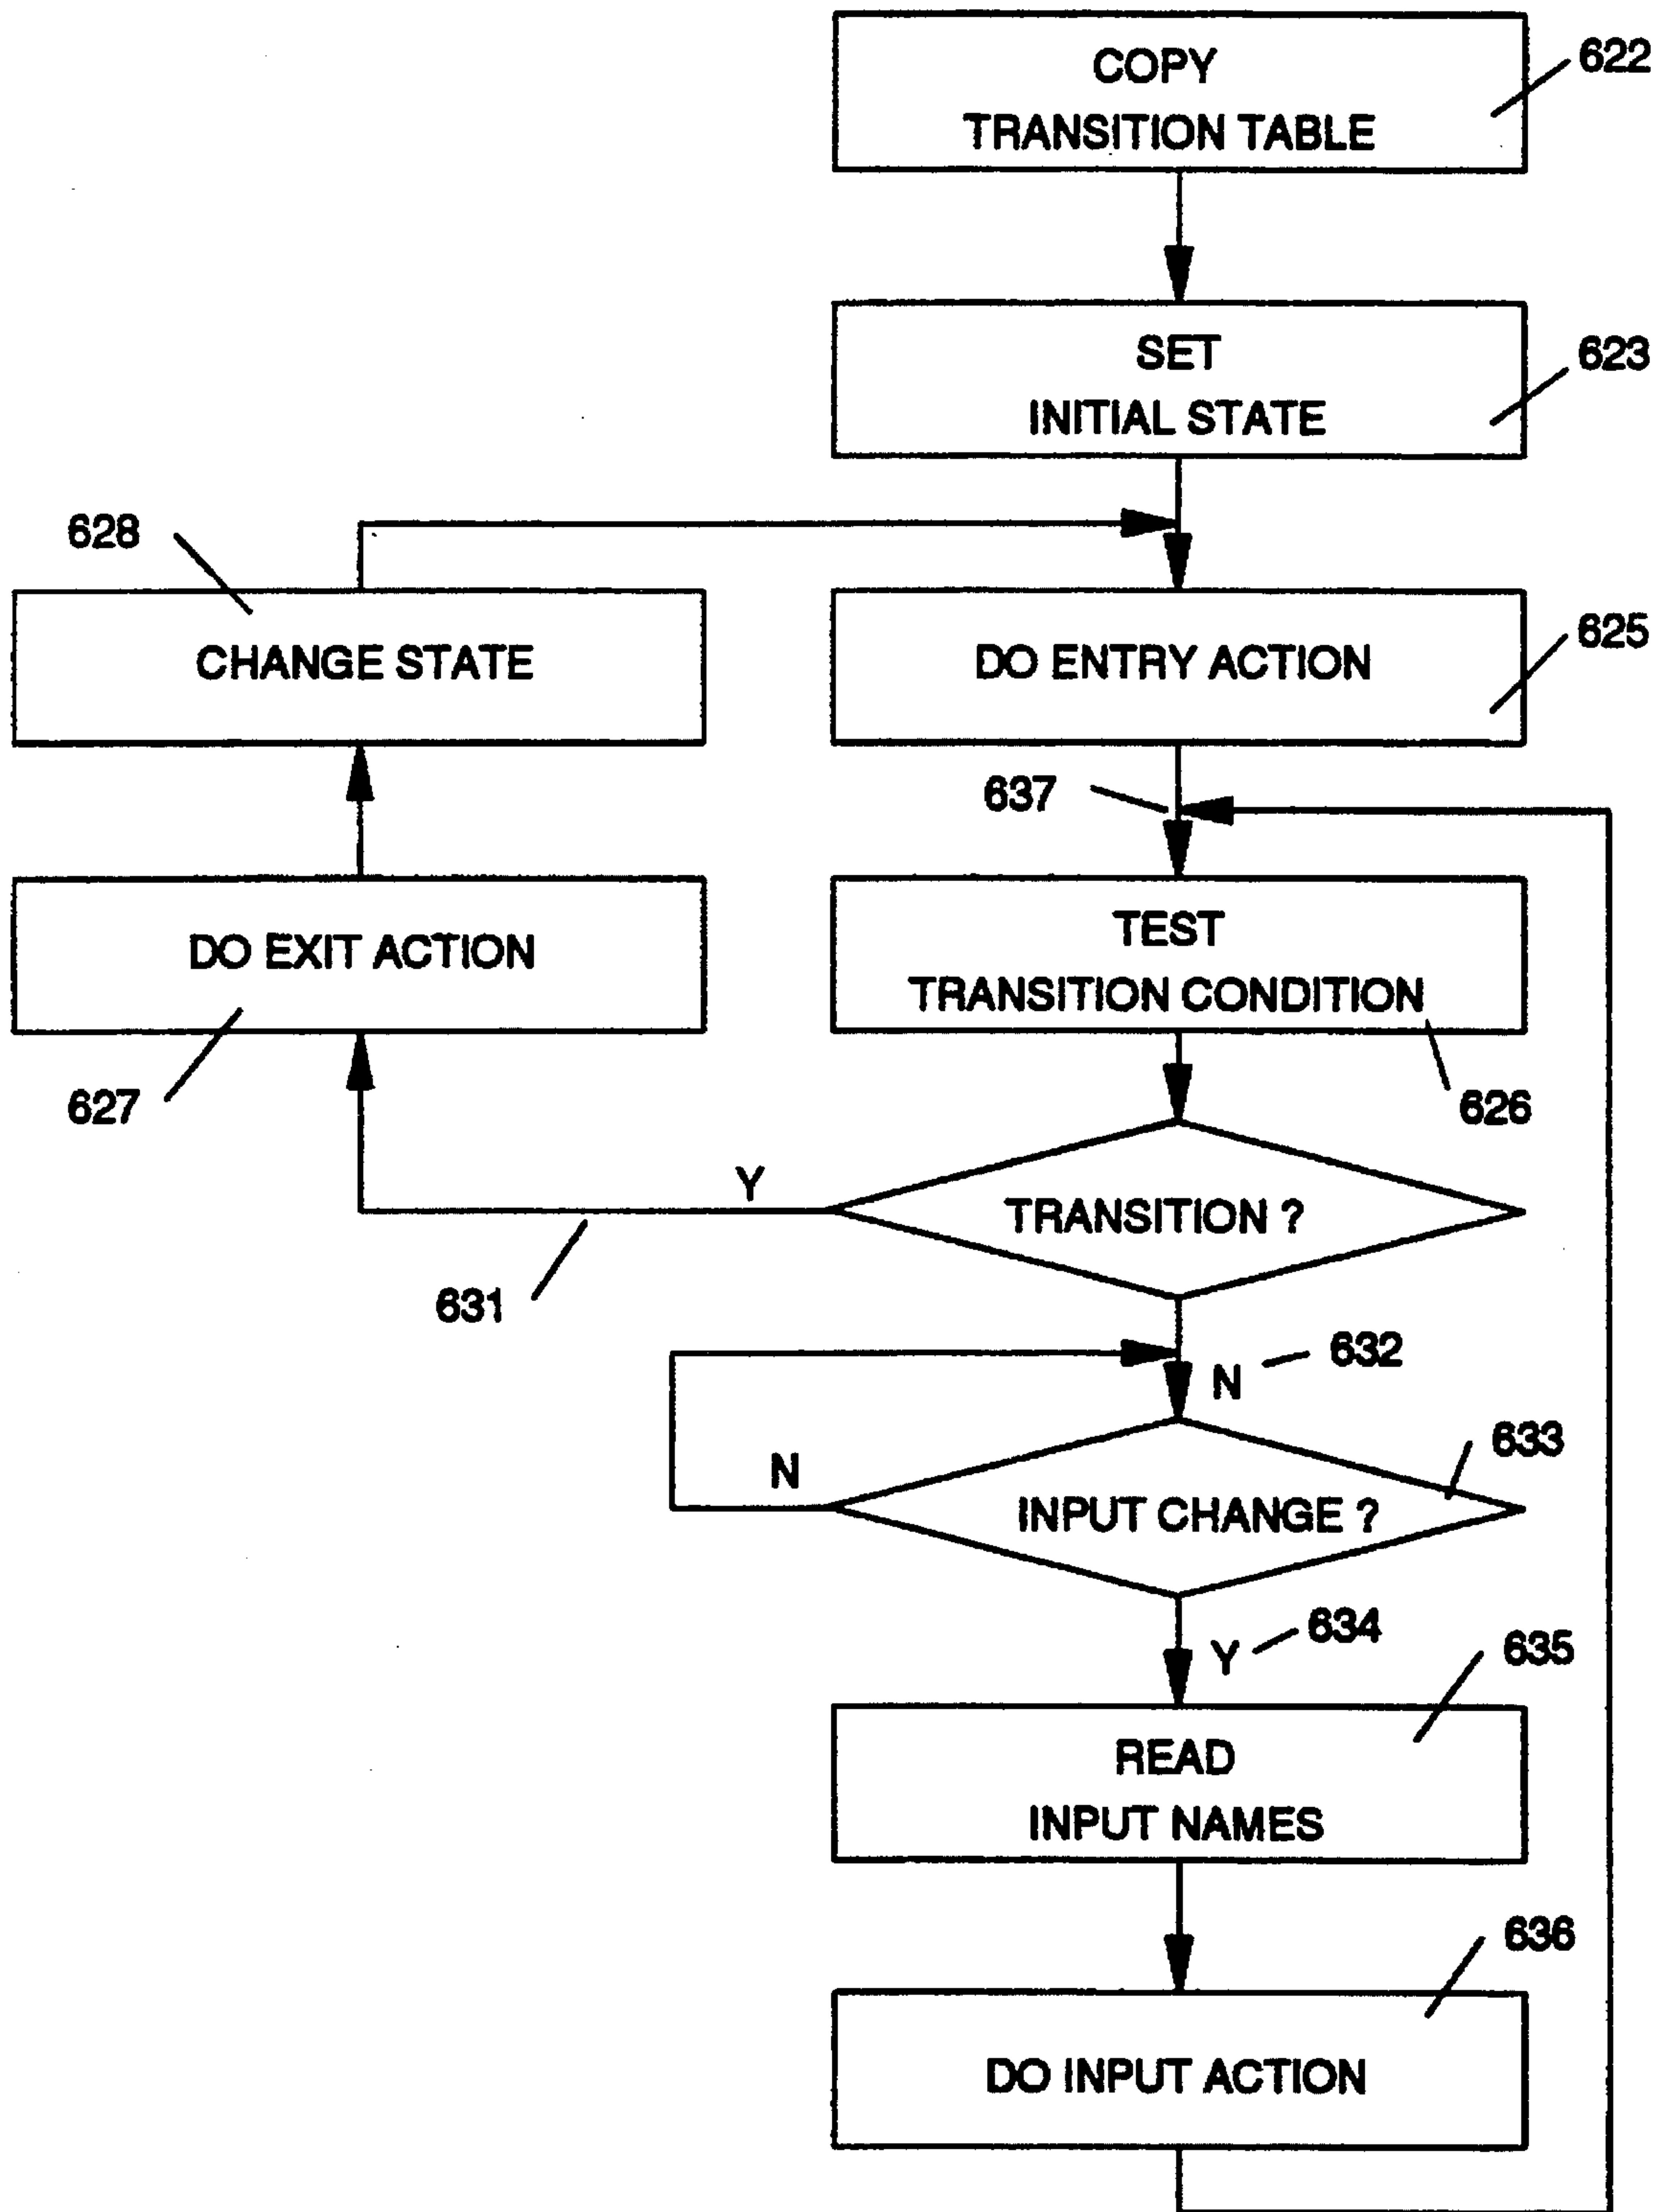 COPY
TRANSITION TABLE
622
SET
INITIAL STATE
623
628
CHANGE STATE
DO ENTRY ACTION
625
637
DO EXIT ACTION
627
TEST
TRANSITION CONDITION
626
Y
TRANSITION ?
631
N
632
N
INPUT CHANGE ?
633
Y
634
635
READ
INPUT NAMES
636
DO INPUT ACTION